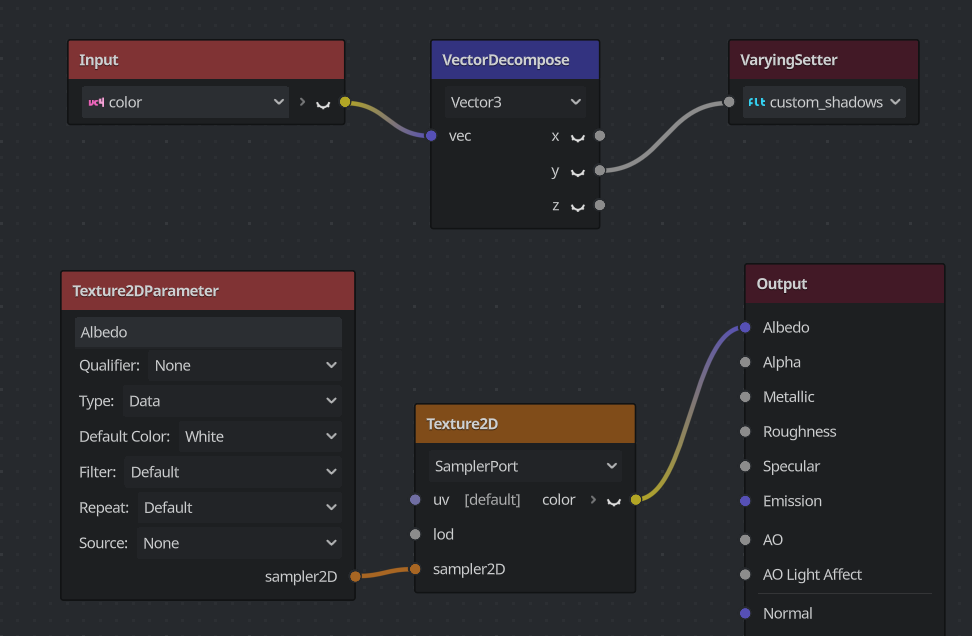 Input
vec4 color
VectorDecompose
Vector3
vec x
y
z
VaryingSetter
flt custom_shadows
Texture2DParameter
Albedo
Qualifier: None
Type: Data
Default Color: White
Filter: Default
Repeat: Default
Source: None
sampler2D
Texture2D
SamplerPort
uv [default] color
lod
sampler2D
Output
Albedo
Alpha
Metallic
Roughness
Specular
Emission
AO
AO Light Affect
Normal